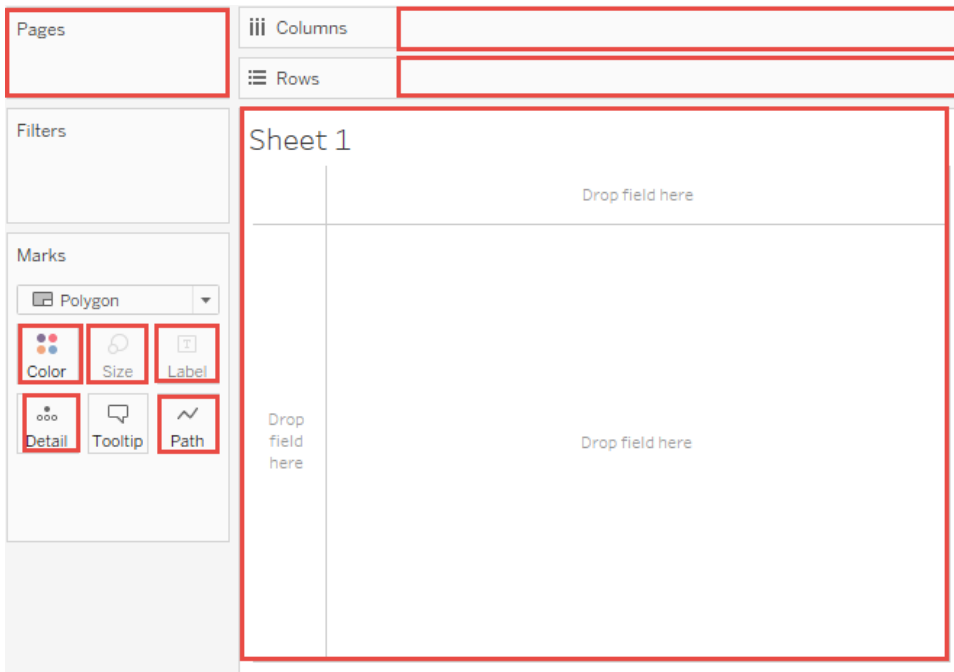 Pages
Columns
Rows
Filters
Sheet 1
Drop field here
Marks
Polygon
Color Size T Label
Detail Tooltip Path
Drop
field
here
Drop field here